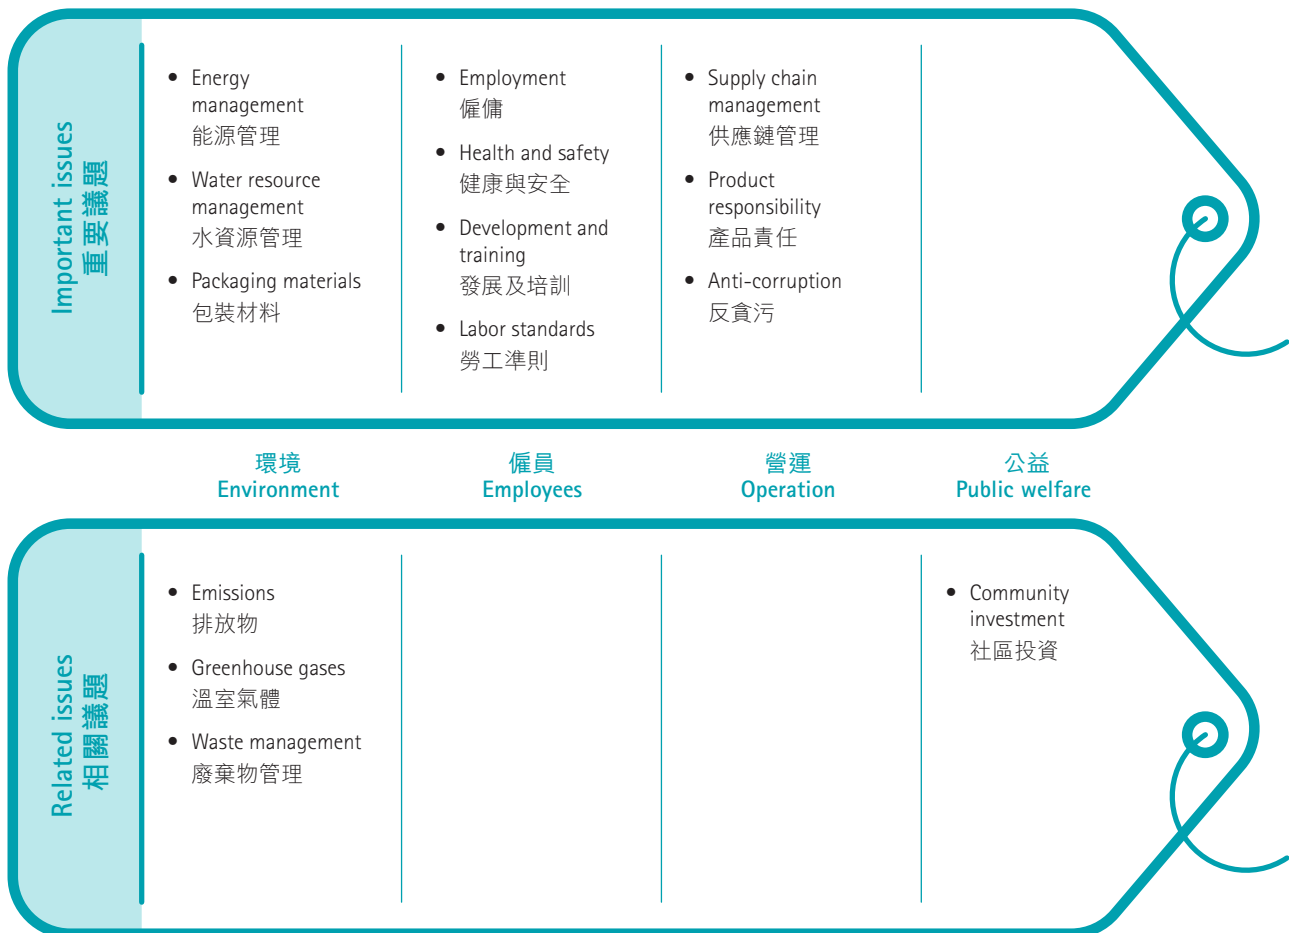 Important issues
重要議題
• Energy
management
能源管理
• Water resource
management
水資源管理
• Packaging materials
包裝材料
• Employment
僱傭
• Health and safety
健康與安全
• Development and
training
發展及培訓
• Labor standards
勞工準則
• Supply chain
management
供應鏈管理
• Product
responsibility
產品責任
• Anti-corruption
反貪污
環境
Environment
僱員
Employees
營運
Operation
公益
Public welfare
Related issues
相關議題
• Emissions
排放物
• Greenhouse gases
溫室氣體
• Waste management
廢棄物管理
• Community
investment
社區投資